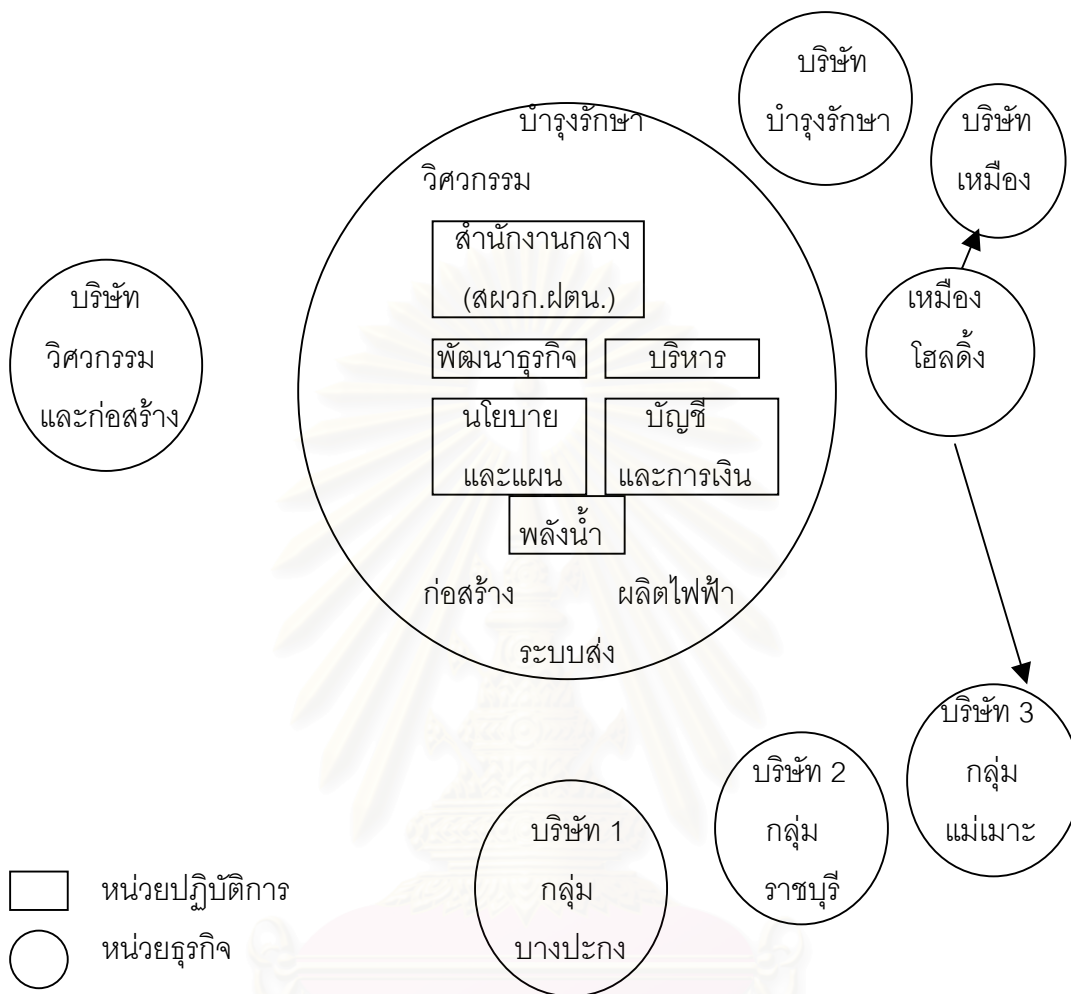 บริษัท
บำรุงรักษา
บริษัท
เหมือง
เหมือง
โฮลดิ้ง
บำรุงรักษา
วิศวกรรม
สำนักงานกลาง
(สผวก.ฝตน.)
พัฒนาธุรกิจ
บริหาร
นโยบาย
และแผน
บัญชี
และการเงิน
พลังน้ำ
ก่อสร้าง
ผลิตไฟฟ้า
ระบบส่ง
บริษัท
วิศวกรรม
และก่อสร้าง
บริษัท 1
กลุ่ม
บางปะกง
บริษัท 2
กลุ่ม
ราชบุรี
บริษัท 3
กลุ่ม
แม่เมาะ
หน่วยปฏิบัติการ
หน่วยธุรกิจ